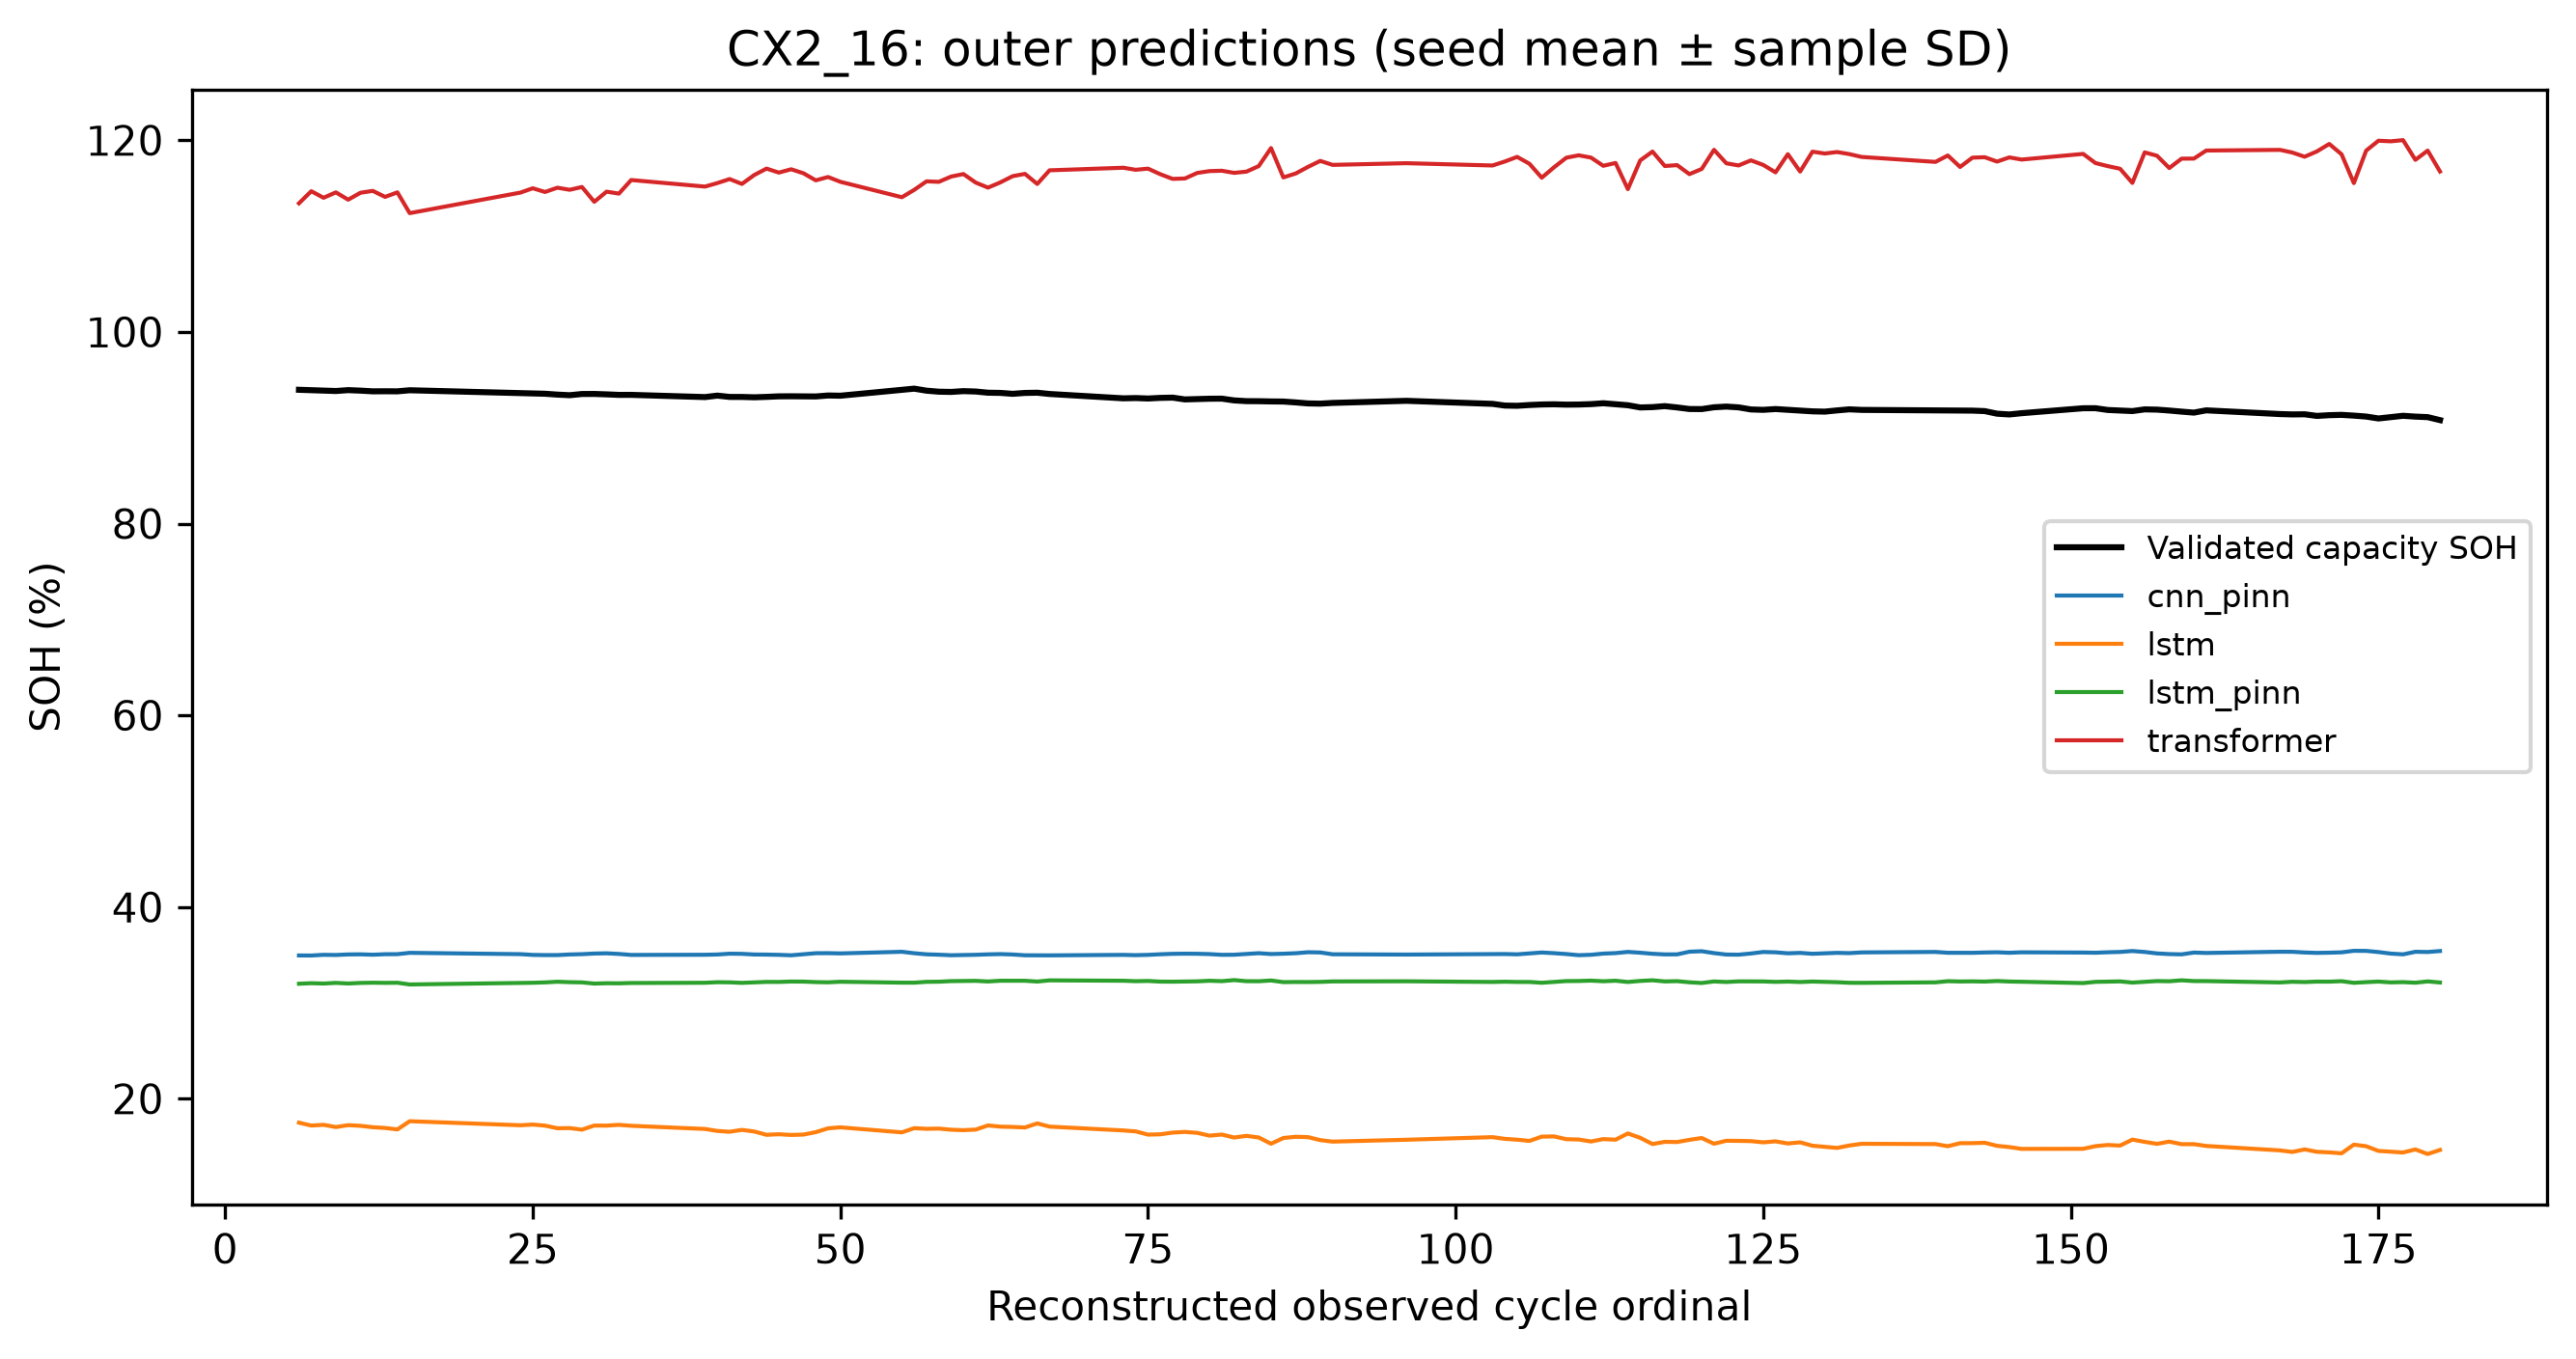 CX2_16: outer predictions (seed mean ± sample SD)
120
100
80
60
40
20
SOH (%)
Validated capacity SOH
cnn_pinn
lstm
lstm_pinn
transformer
0 25 50 75 100 125 150 175
Reconstructed observed cycle ordinal